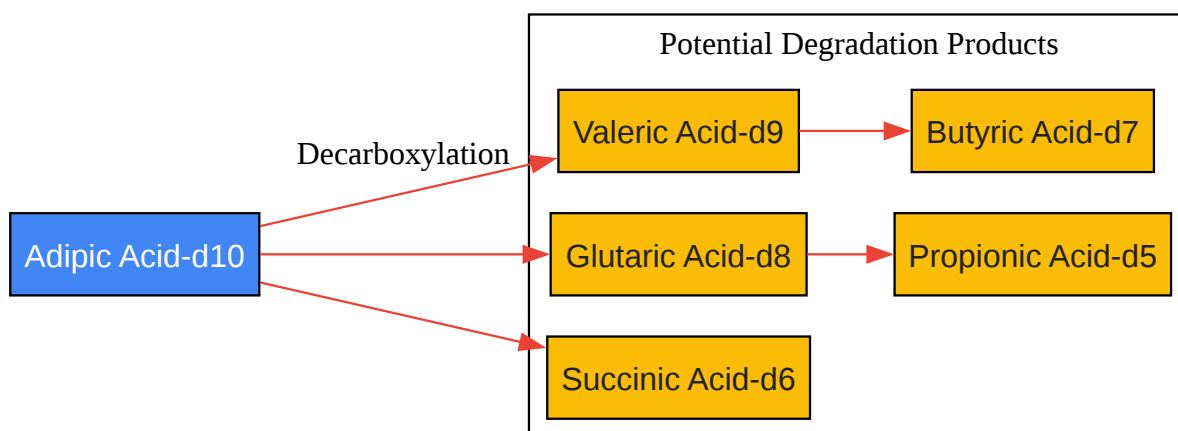 Potential Degradation Products
Valeric Acid-d9
Butyric Acid-d7
Decarboxylation
Adipic Acid-d10
Glutaric Acid-d8
Propionic Acid-d5
Succinic Acid-d6